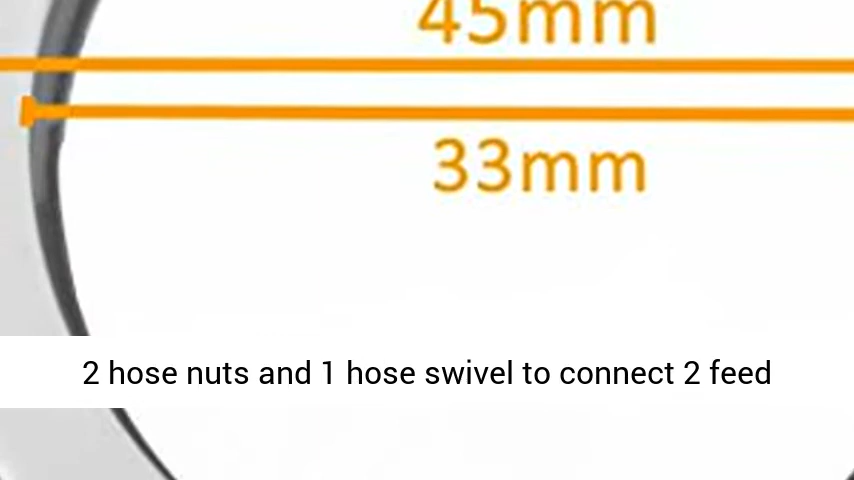 45mm
33mm
2 hose nuts and 1 hose swivel to connect 2 feed